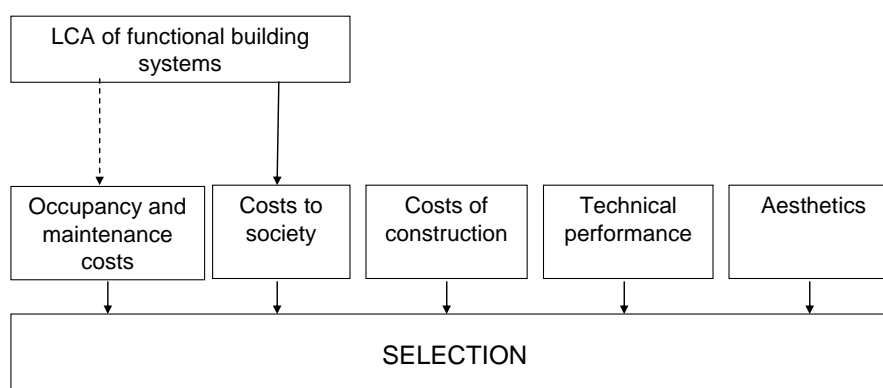 LCA of functional building
systems
Occupancy and
maintenance
costs
Costs to
society
Costs of
construction
Technical
performance
Aesthetics
SELECTION